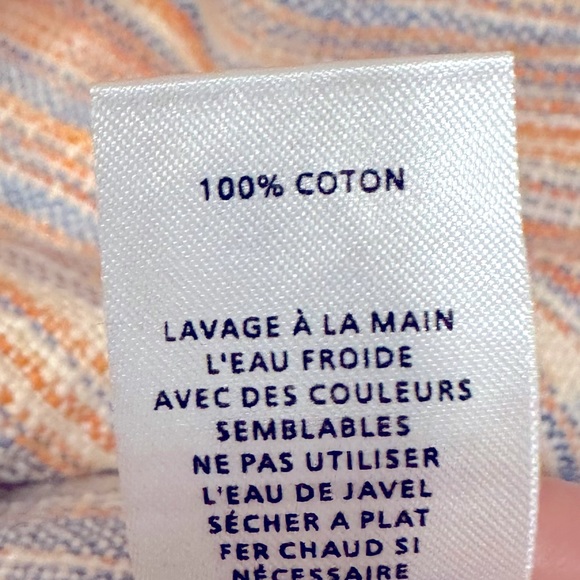 100% COTON
LAVAGE À LA MAIN
L'EAU FROIDE
AVEC DES COULEURS
SEMBLABLES
NE PAS UTILISER
L'EAU DE JAVEL
SÉCHER A PLAT
FER CHAUD SI
NÉCESSAIRE